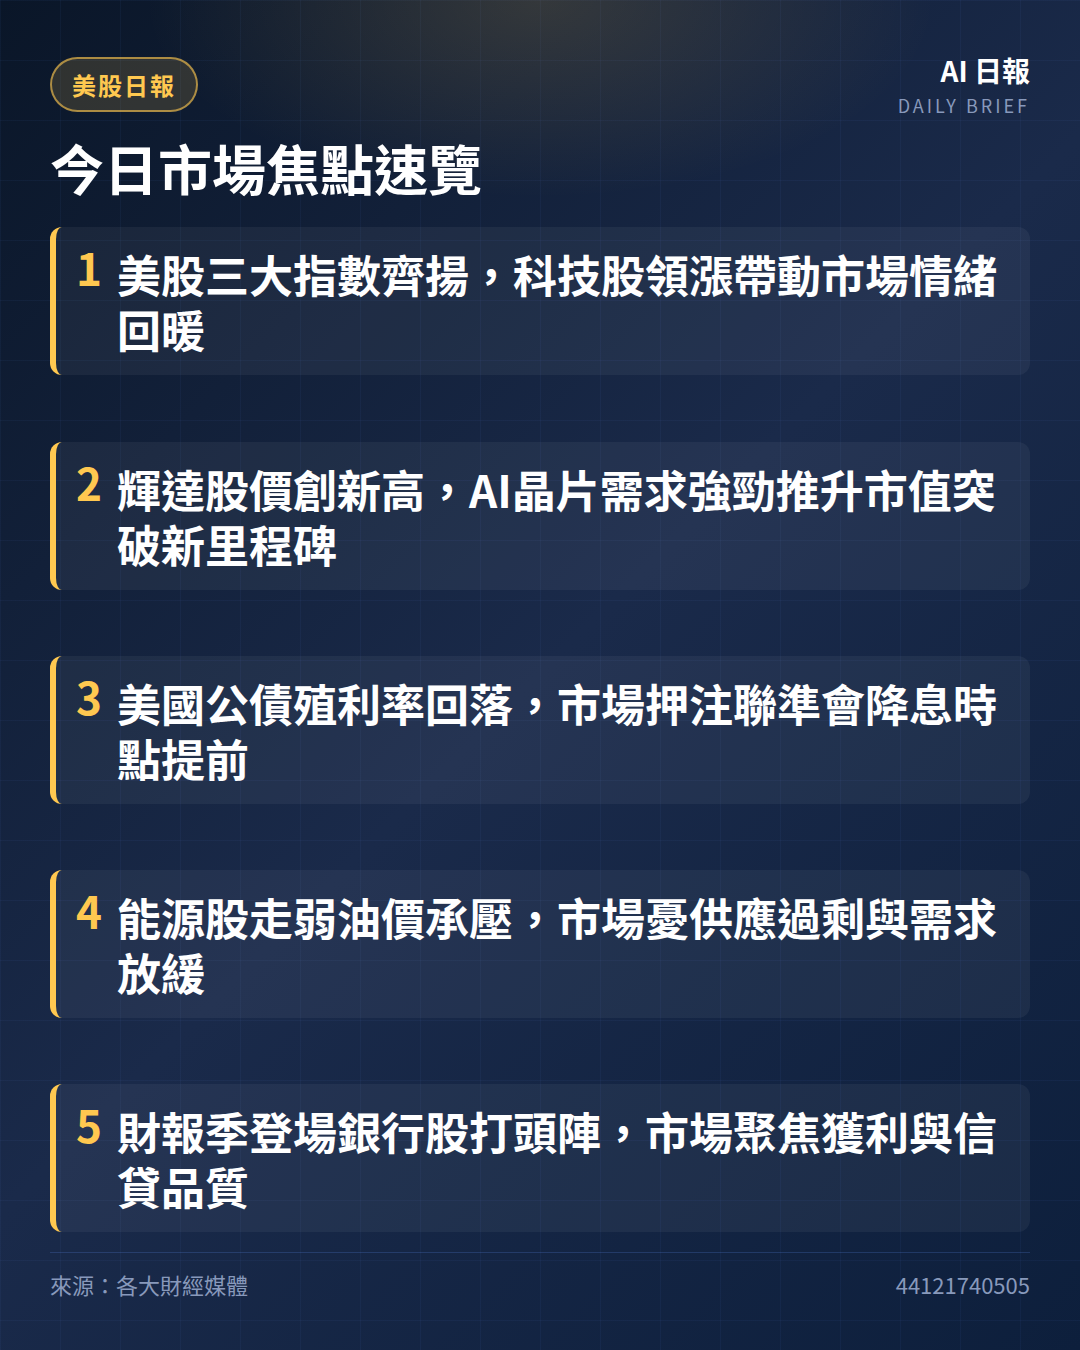 美股日報
AI 日報
DAILY BRIEF
今日市場焦點速覽
1 美股三大指數齊揚，科技股領漲帶動市場情緒
回暖
2 輝達股價創新高，AI晶片需求強勁推升市值突
破新里程碑
3 美國公債殖利率回落，市場押注聯準會降息時
點提前
4 能源股走弱油價承壓，市場憂供應過剩與需求
放緩
5 財報季登場銀行股打頭陣，市場聚焦獲利與信
貸品質
來源：各大財經媒體
44121740505